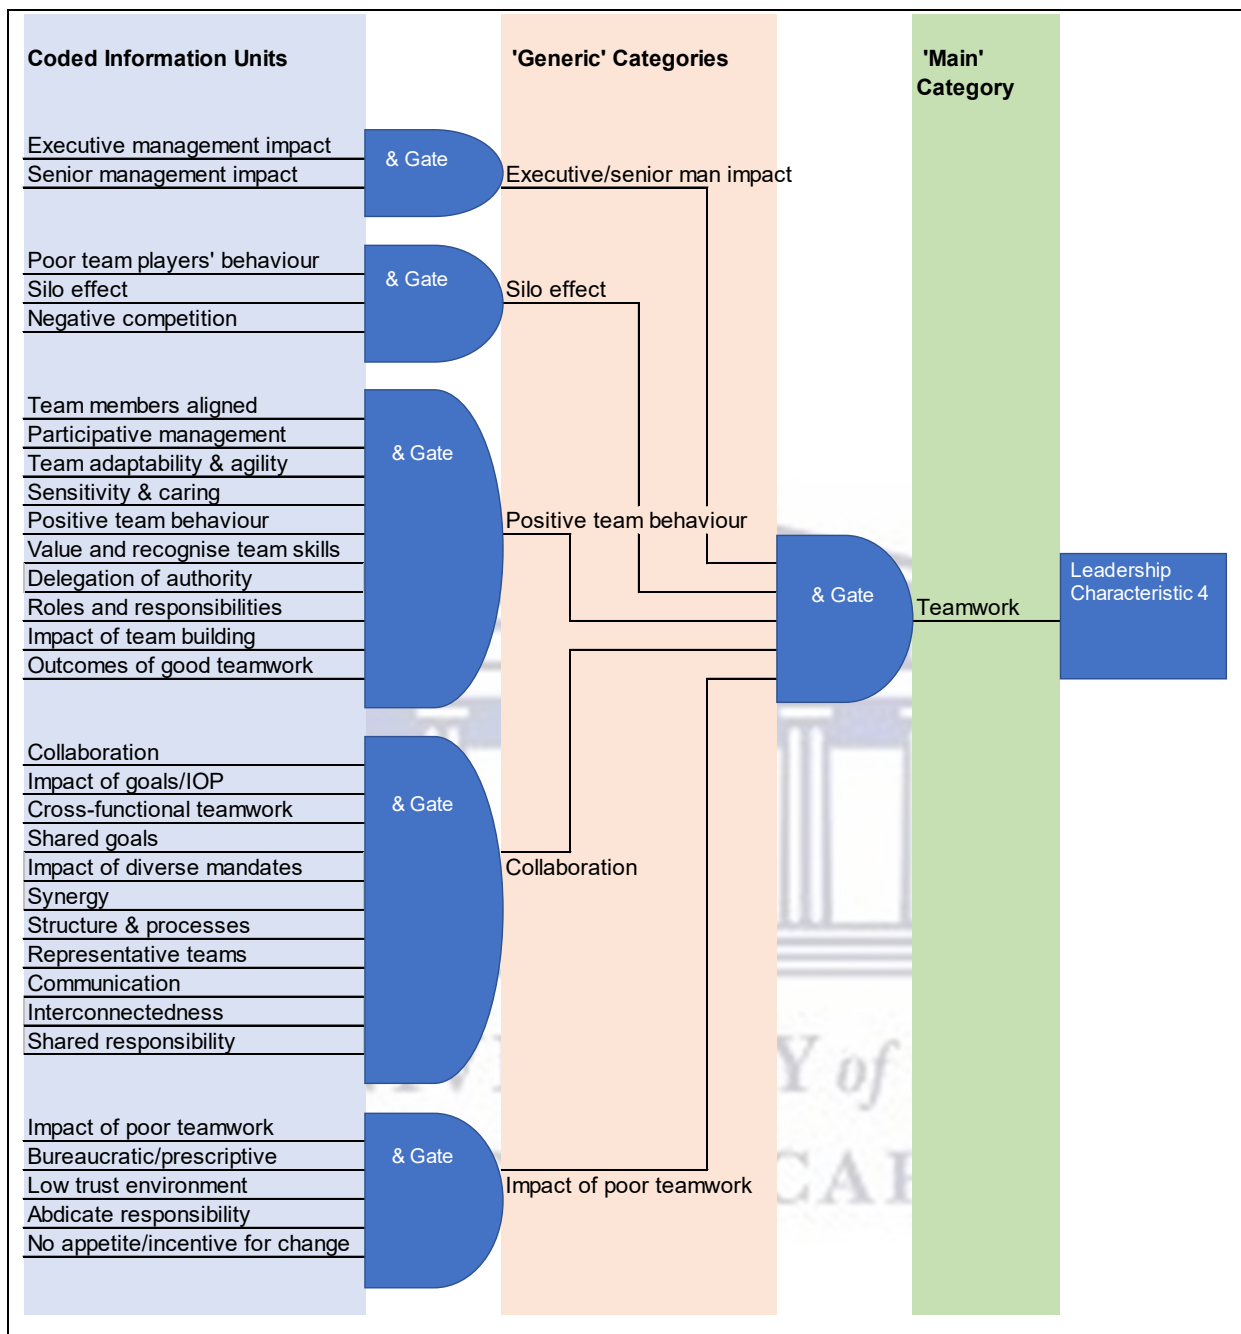 Coded Information Units
'Generic' Categories
'Main'
Category
Executive management impact
Senior management impact
& Gate
Executive/senior man impact
Poor team players' behaviour
Silo effect
Negative competition
& Gate
Silo effect
Team members aligned
Participative management
Team adaptability & agility
Sensitivity & caring
Positive team behaviour
Value and recognise team skills
Delegation of authority
Roles and responsibilities
Impact of team building
Outcomes of good teamwork
& Gate
Positive team behaviour
& Gate
Teamwork
Leadership
Characteristic 4
Collaboration
Impact of goals/IOP
Cross-functional teamwork
Shared goals
Impact of diverse mandates
Synergy
Structure & processes
Representative teams
Communication
Interconnectedness
Shared responsibility
& Gate
Collaboration
Impact of poor teamwork
Bureaucratic/prescriptive
Low trust environment
Abdicate responsibility
No appetite/incentive for change
& Gate
Impact of poor teamwork
of